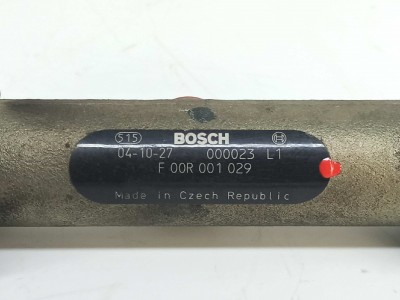 515 BOSCH
04-10-27 000023 L1
F 00R 001 029
Made in Czech Republic